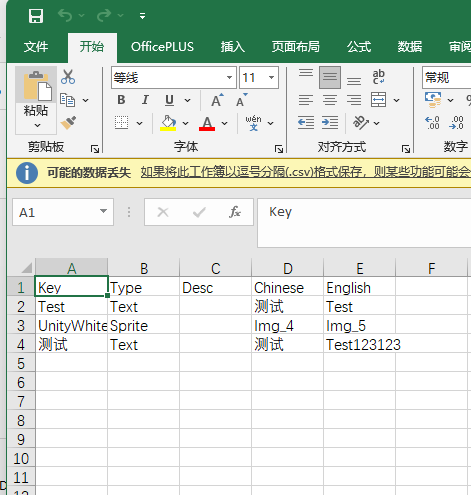 文件 开始 OfficePLUS 插入 页面布局 公式 数据 审阅
等线 11 A A ab 常规
粘贴 B I U A wén 文
剪贴板 字体 对齐方式 数字
可能的数据丢失 如果将此工作簿以逗号分隔(.csv)格式保存，则某些功能可能会
A1 fx Key
A B C D E F
1 Key Type Desc Chinese English
2 Test Text 测试 Test
3 UnityWhite Sprite Img_4 Img_5
4 测试 Text 测试 Test123123
5
6
7
8
9
10
11